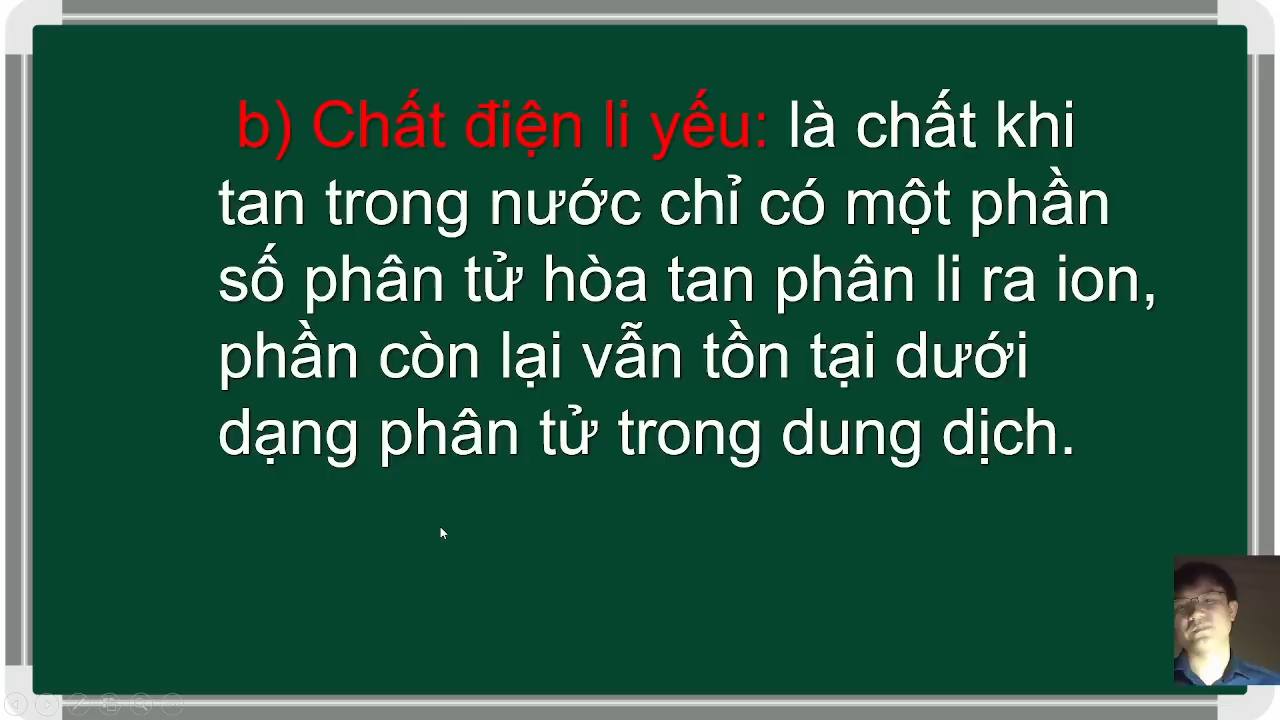 b) Chất điện li yếu: là chất khi
tan trong nước chỉ có một phần
số phân tử hòa tan phân li ra ion,
phần còn lại vẫn tồn tại dưới
dạng phân tử trong dung dịch.